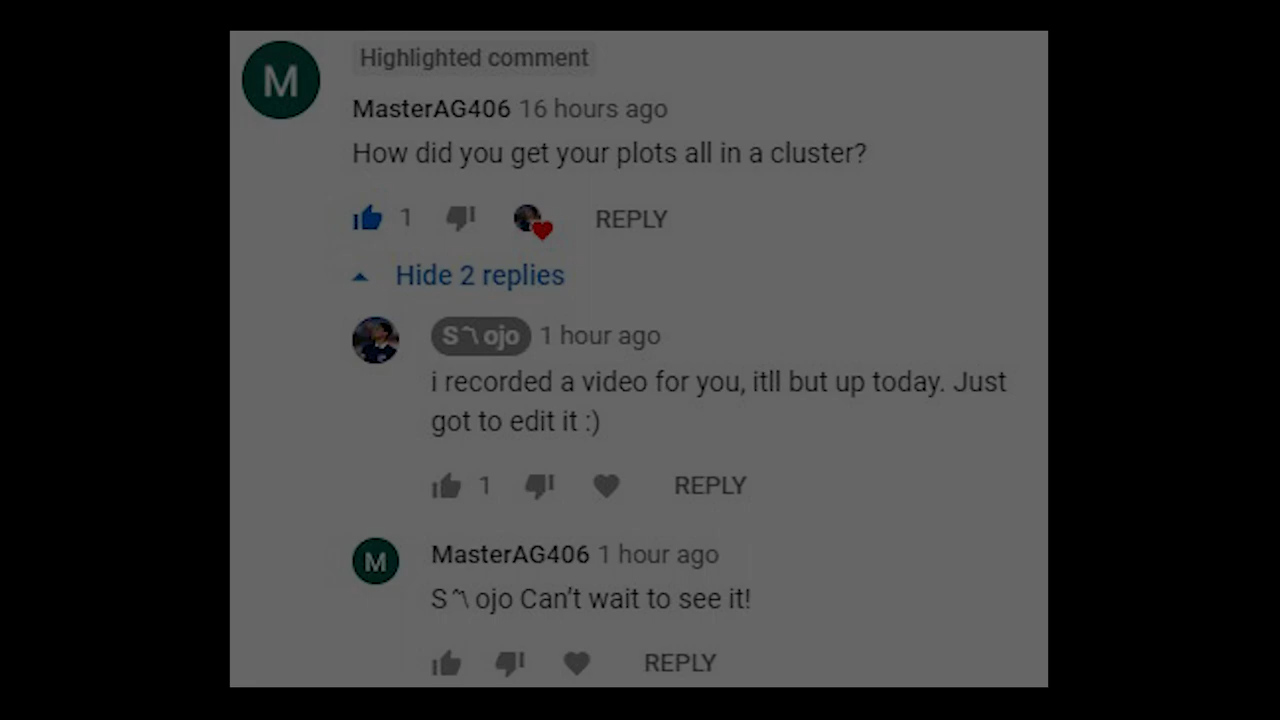 M
Highlighted comment
MasterAG406 16 hours ago
How did you get your plots all in a cluster?
1 REPLY
Hide 2 replies
S〽ojo 1 hour ago
i recorded a video for you, itll but up today. Just
got to edit it :)
1 REPLY
M
MasterAG406 1 hour ago
S〽ojo Can't wait to see it!
REPLY